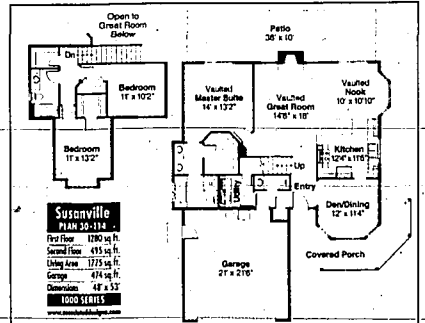 Open to
Great Room
Below
Dn
Bedroom
11' x 10'2"
Bedroom
11' x 13'2"
Patio
38' x 10'
Vaulted
Master Suite
14' x 13'2"
Vaulted
Great Room
14'6" x 18'
Vaulted
Nook
10' x 10'10"
Kitchen
12'4" x 11'6"
Up
Utility
Entry
Den/Dining
12' x 11'4"
Covered Porch
Garage
21' x 21'6"
Susanville
PLAN 30-114
First Floor 1280 sq. ft.
Second Floor 495 sq. ft.
Living Area 1775 sq. ft.
Garage 474 sq. ft.
Dimensions 48' x 53'
1000 SERIES
www.associateddesigns.com